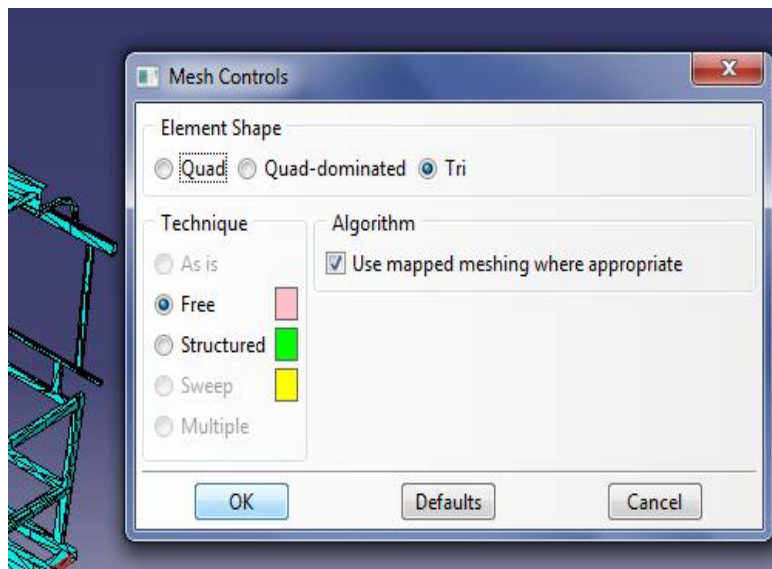 Mesh Controls
Element Shape
Quad Quad-dominated Tri
Technique
As is
Free
Structured
Sweep
Multiple
Algorithm
Use mapped meshing where appropriate
OK Defaults Cancel